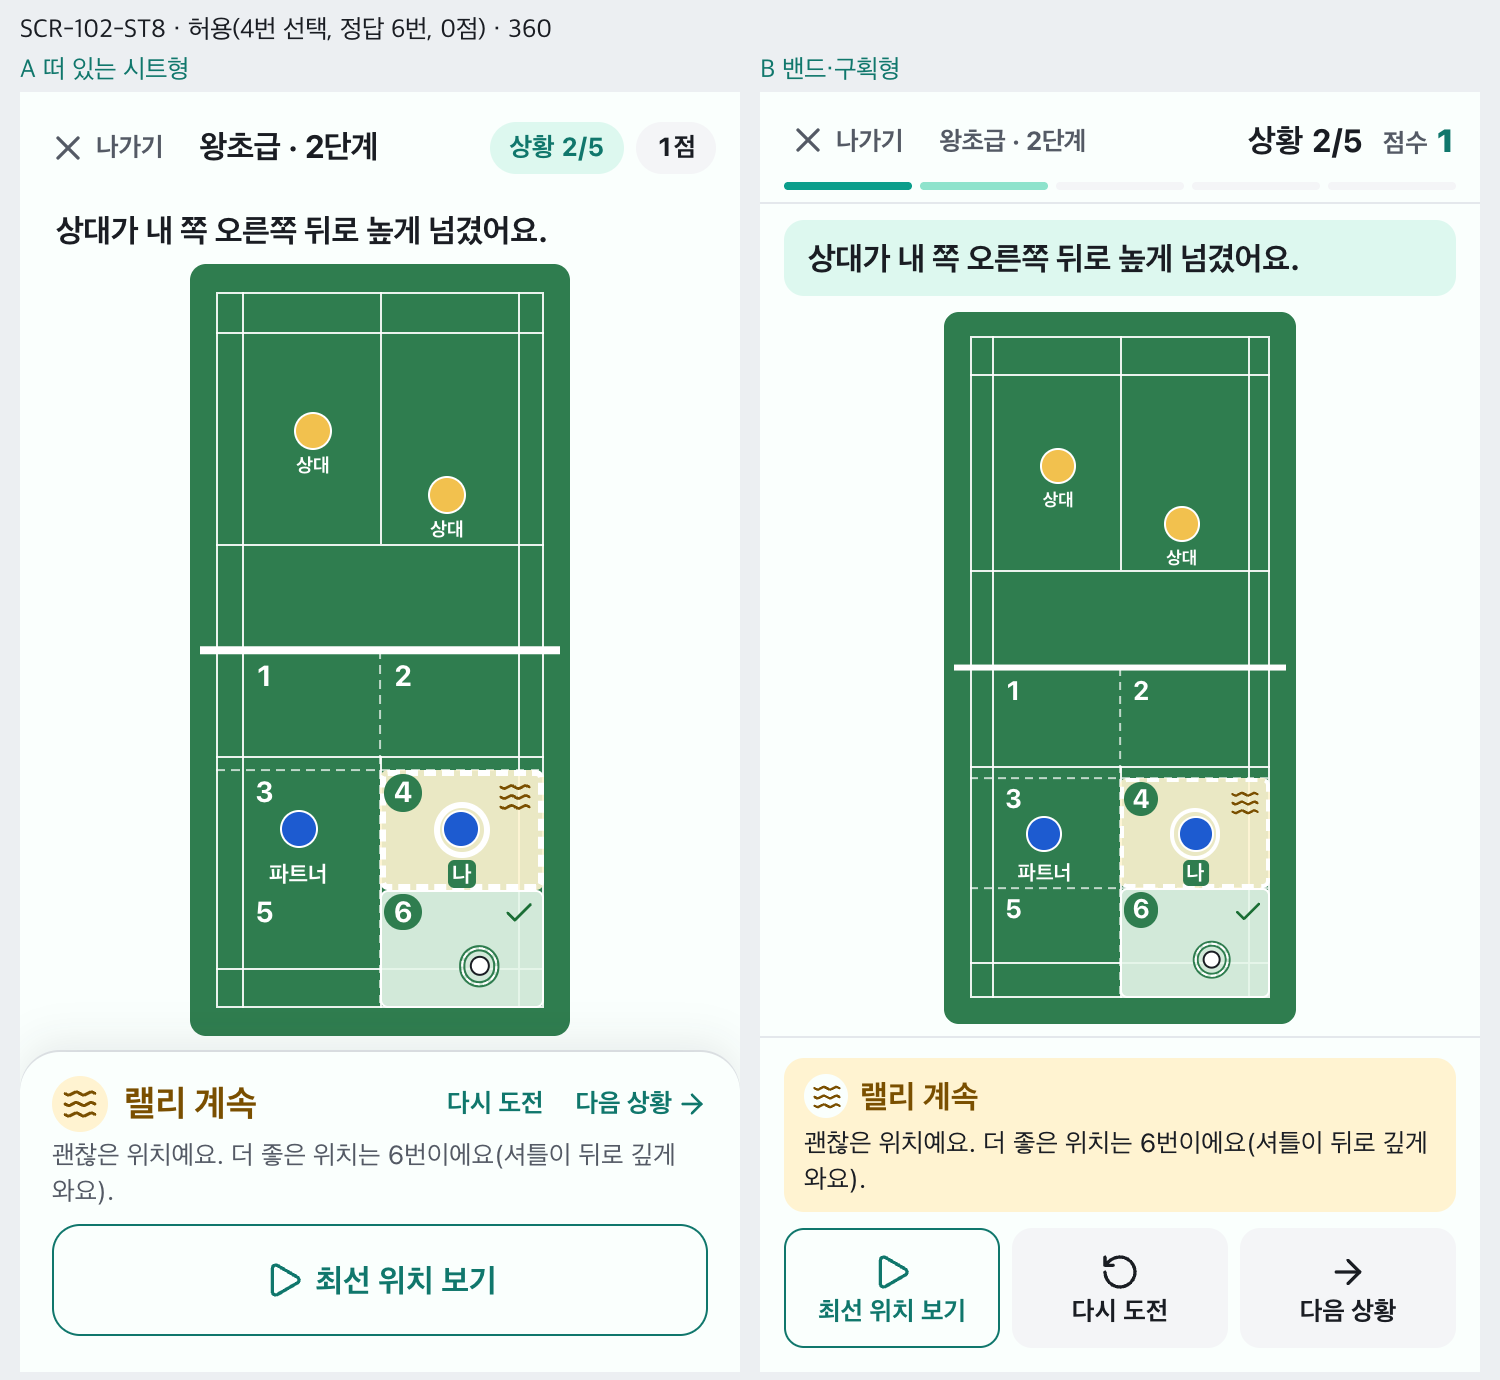 SCR-102-ST8 · 허용(4번 선택, 정답 6번, 0점) · 360
A 떠 있는 시트형
나가기 왕초급 · 2단계 상황 2/5 1점
상대가 내 쪽 오른쪽 뒤로 높게 넘겼어요.
상대
상대
1 2
3 4
파트너 나
5 6
랠리 계속 다시 도전 다음 상황
괜찮은 위치예요. 더 좋은 위치는 6번이에요(셔틀이 뒤로 깊게
와요).
최선 위치 보기
B 밴드·구획형
나가기 왕초급 · 2단계 상황 2/5 점수 1
상대가 내 쪽 오른쪽 뒤로 높게 넘겼어요.
상대
상대
1 2
3 4
파트너 나
5 6
랠리 계속
괜찮은 위치예요. 더 좋은 위치는 6번이에요(셔틀이 뒤로 깊게
와요).
최선 위치 보기 다시 도전 다음 상황